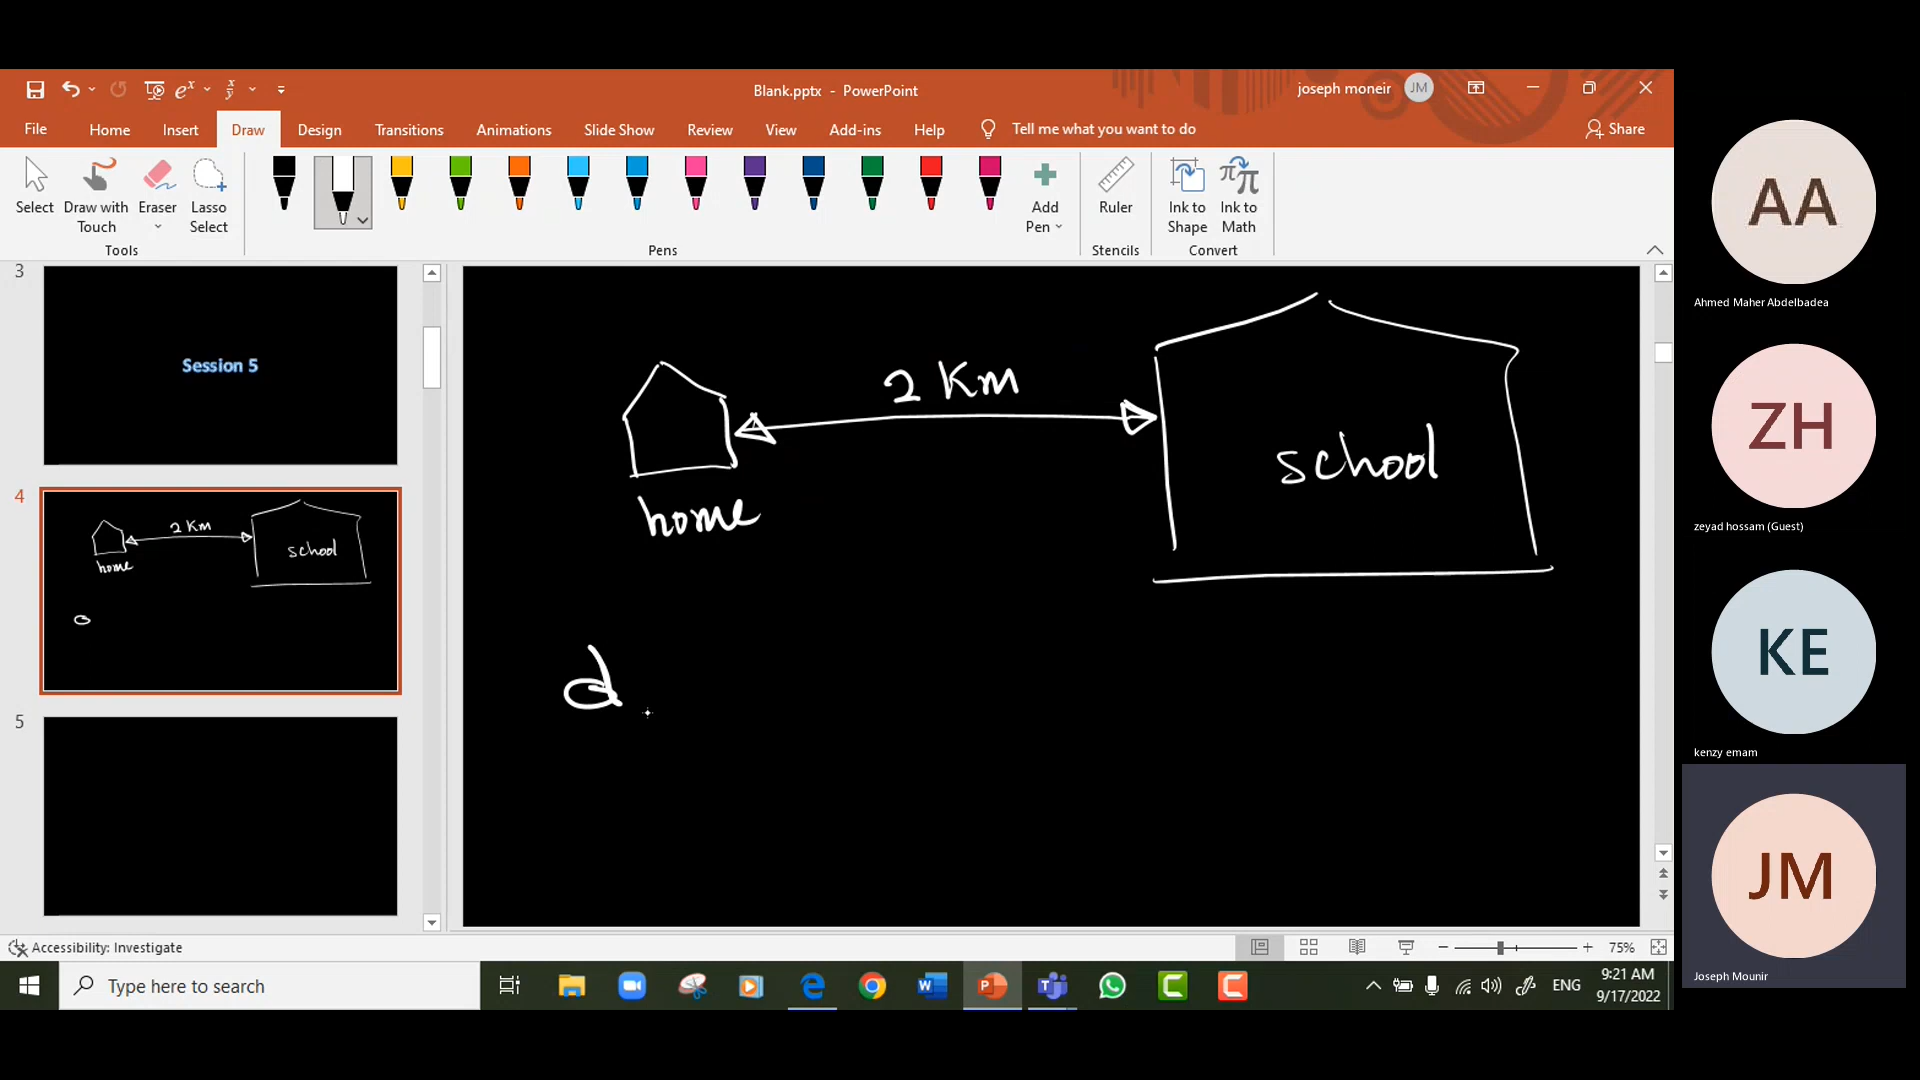 Blank.pptx - PowerPoint
joseph moneir JM
File Home Insert Draw Design Transitions Animations Slide Show Review View Add-ins Help Tell me what you want to do Share
Select Draw with Touch Eraser Lasso Select Add Pen Ruler Ink to Shape Ink to Math
Tools Pens Stencils Convert
3
Session 5
4
2 Km
home
school
5
2 Km
home
school
d
AA
Ahmed Maher Abdelbadea
ZH
zeyad hossam (Guest)
KE
kenzy emam
JM
Joseph Mounir
Accessibility: Investigate
75%
Type here to search
ENG
9:21 AM
9/17/2022